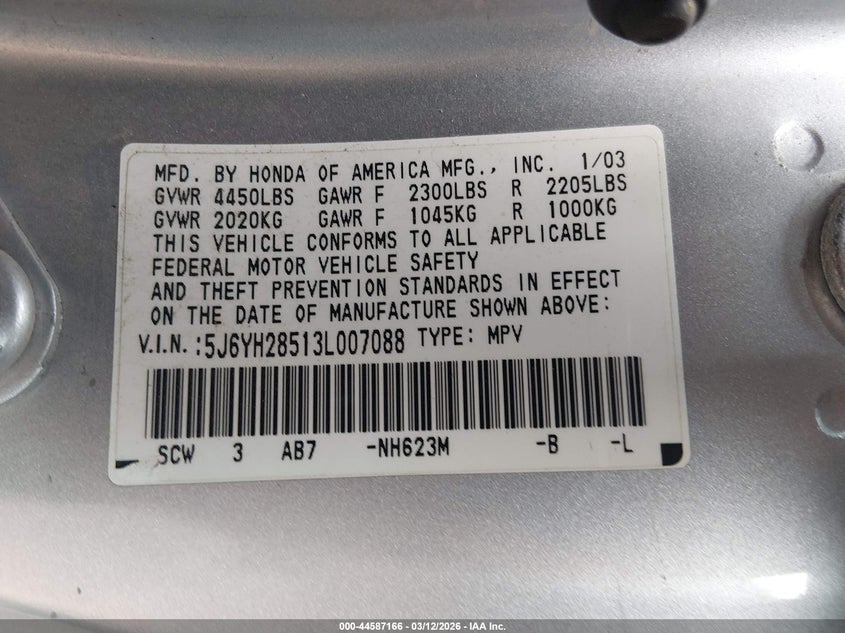 MFD. BY HONDA OF AMERICA MFG., INC. 1/03
GVWR 4450LBS GAWR F 2300LBS R 2205LBS
GVWR 2020KG GAWR F 1045KG R 1000KG
THIS VEHICLE CONFORMS TO ALL APPLICABLE
FEDERAL MOTOR VEHICLE SAFETY
AND THEFT PREVENTION STANDARDS IN EFFECT
ON THE DATE OF MANUFACTURE SHOWN ABOVE:
V.I.N.:5J6YH28513L007088 TYPE: MPV
SCW 3 AB7 -NH623M -B -L
000-44587166 - 03/12/2026 - IAA Inc.